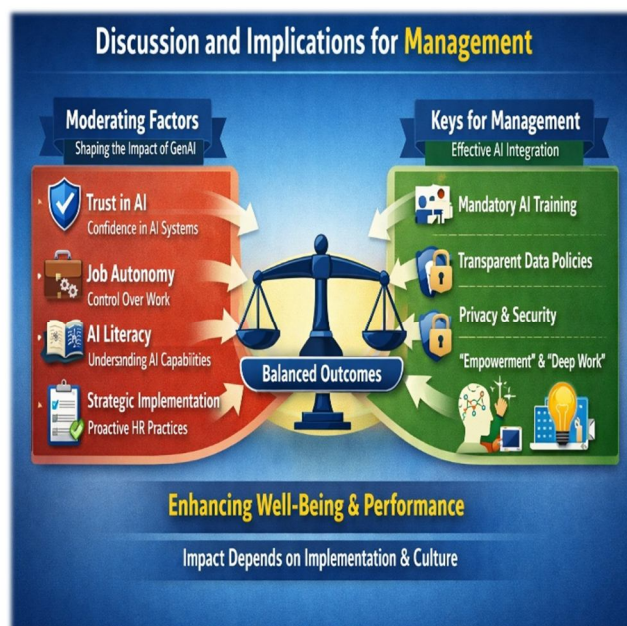 Discussion and Implications for Management
Moderating Factors
Shaping the Impact of GenAI
Trust in AI
Confidence in AI Systems
Job Autonomy
Control Over Work
AI Literacy
Understanding AI Capabilities
Strategic Implementation
Proactive HR Practices
Keys for Management
Effective AI Integration
Mandatory AI Training
Transparent Data Policies
Privacy & Security
"Empowerment" & "Deep Work"
Balanced Outcomes
Enhancing Well-Being & Performance
Impact Depends on Implementation & Culture